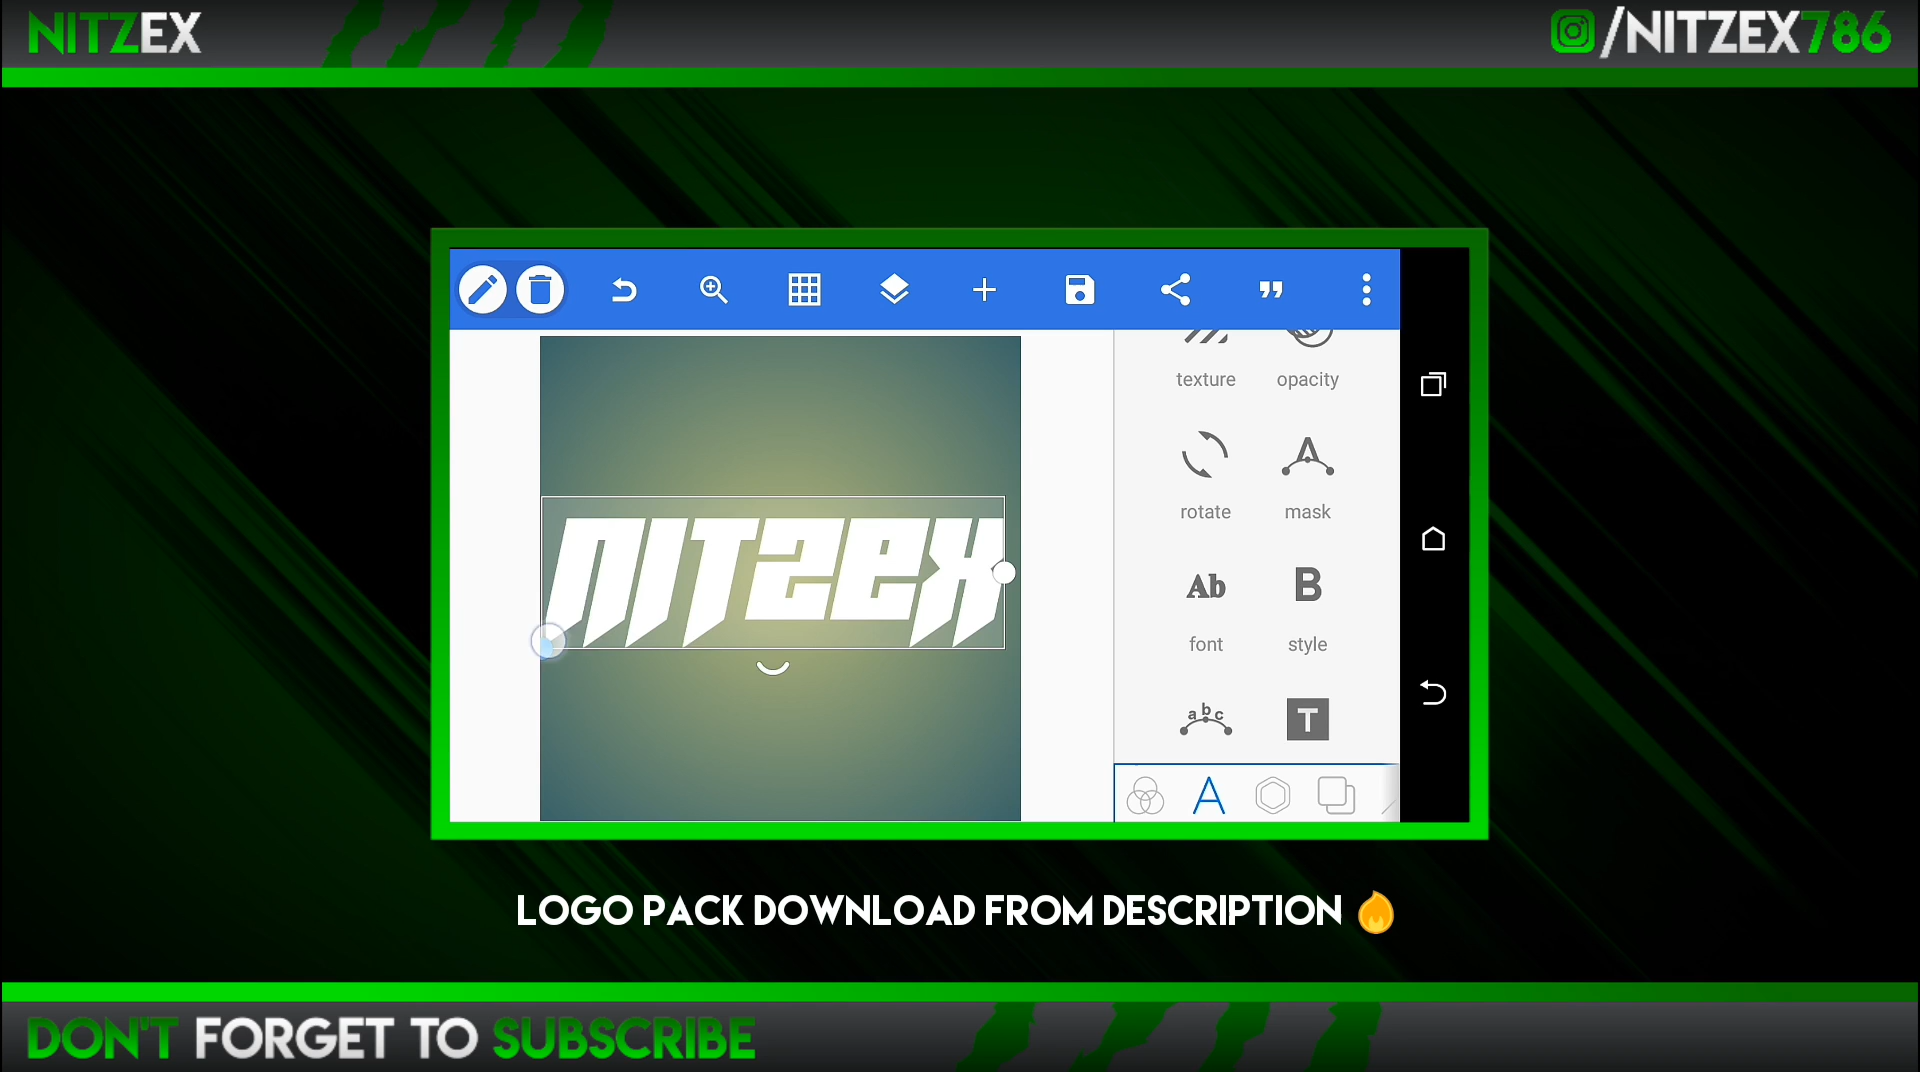 NITZEX
/NITZEX786
texture opacity
rotate mask
NITZEX
Ab B
font style
abc T
A
LOGO PACK DOWNLOAD FROM DESCRIPTION
DON'T FORGET TO SUBSCRIBE